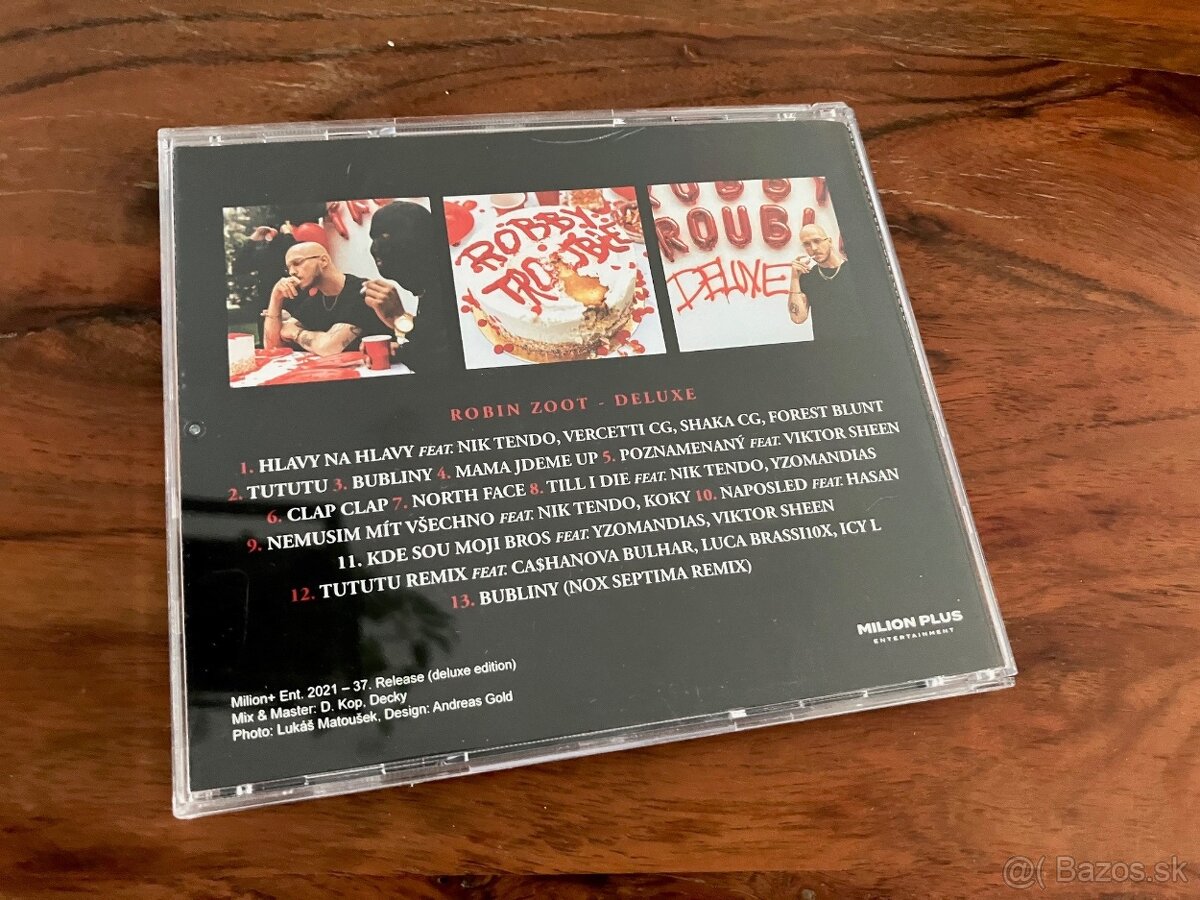 ROBBY
TROUBLE
ROUB
DELUXE
ROBIN ZOOT - DELUXE
1. HLAVY NA HLAVY FEAT. NIK TENDO, VERCETTI CG, SHAKA CG, FOREST BLUNT
2. TUTUTU 3. BUBLINY 4. MAMA JDEME UP 5. POZNAMENANÝ FEAT. VIKTOR SHEEN
6. CLAP CLAP 7. NORTH FACE 8. TILL I DIE FEAT. NIK TENDO, YZOMANDIAS
9. NEMUSIM MÍT VŠECHNO FEAT. NIK TENDO, KOKY 10. NAPOSLED FEAT. HASAN
11. KDE SOU MOJI BROS FEAT. YZOMANDIAS, VIKTOR SHEEN
12. TUTUTU REMIX FEAT. CA$HANOVA BULHAR, LUCA BRASSI10X, ICY L
13. BUBLINY (NOX SEPTIMA REMIX)
MILION PLUS
ENTERTAINMENT
Milion+ Ent. 2021 – 37. Release (deluxe edition)
Mix & Master: D. Kop, Decky
Photo: Lukáš Matoušek, Design: Andreas Gold
@( Bazos.sk